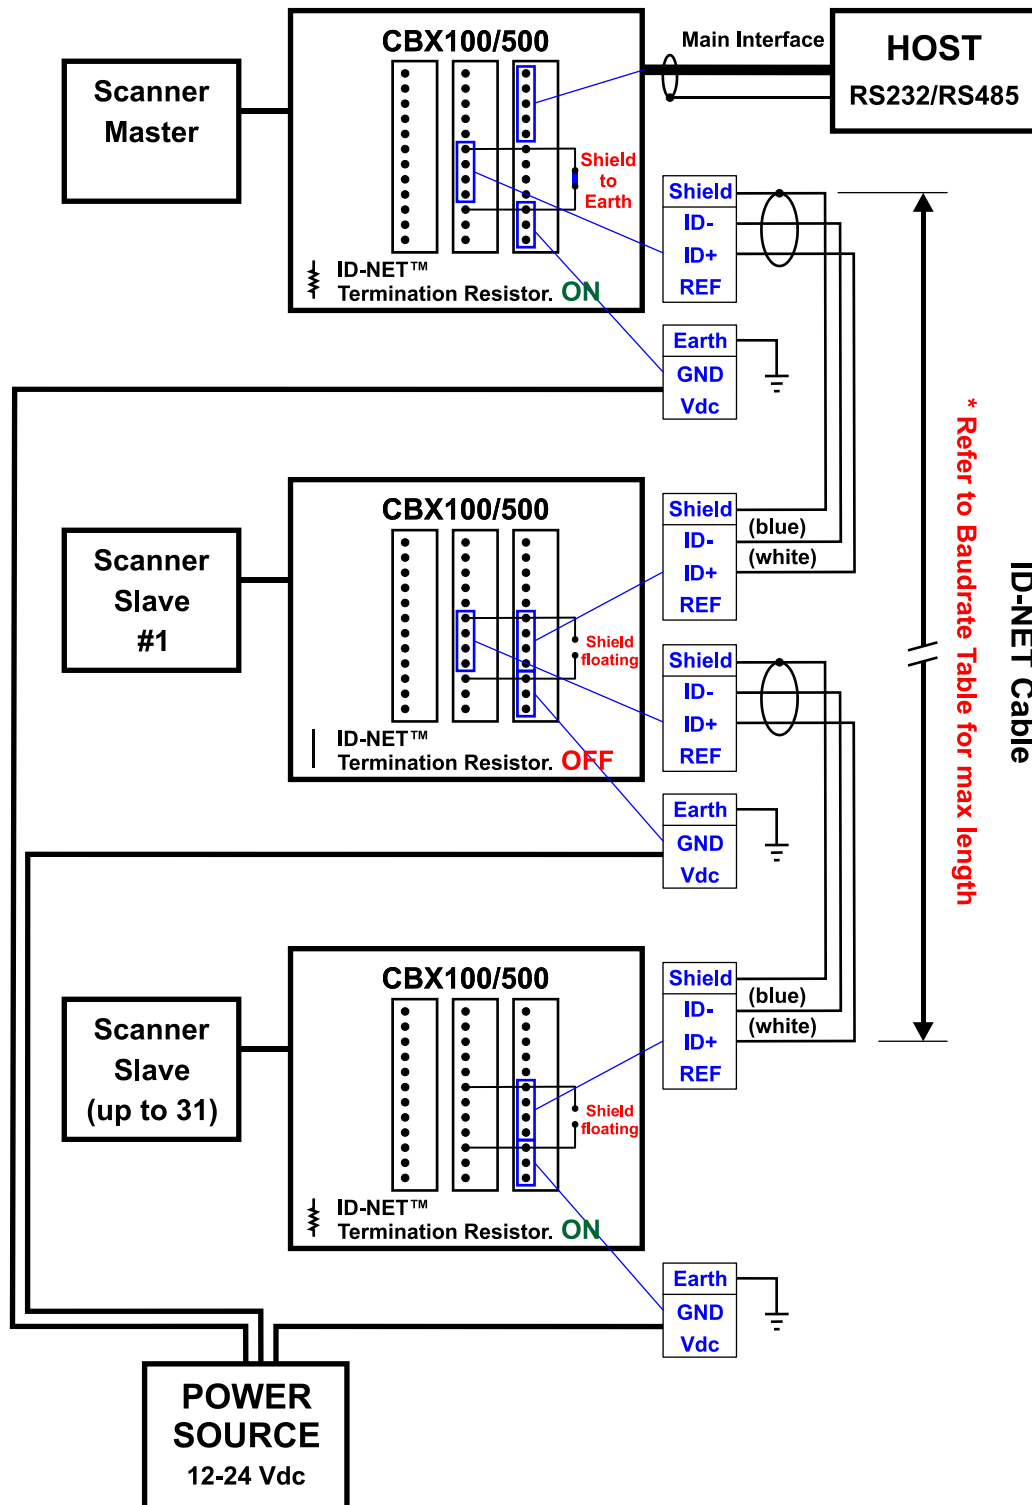 CBX100/500
Main Interface
HOST
RS232/RS485
Scanner
Master
Shield
to
Earth
ID-NET™
Termination Resistor. ON
Shield
ID-
ID+
REF
Earth
GND
Vdc
CBX100/500
Scanner
Slave
#1
Shield
floating
ID-NET™
Termination Resistor. OFF
Shield
ID-
(blue)
ID+
(white)
REF
Shield
ID-
ID+
REF
Earth
GND
Vdc
* Refer to Baudrate Table for max length
ID-NET Cable
CBX100/500
Scanner
Slave
(up to 31)
Shield
floating
ID-NET™
Termination Resistor. ON
Shield
ID-
(blue)
ID+
(white)
REF
Earth
GND
Vdc
POWER
SOURCE
12-24 Vdc